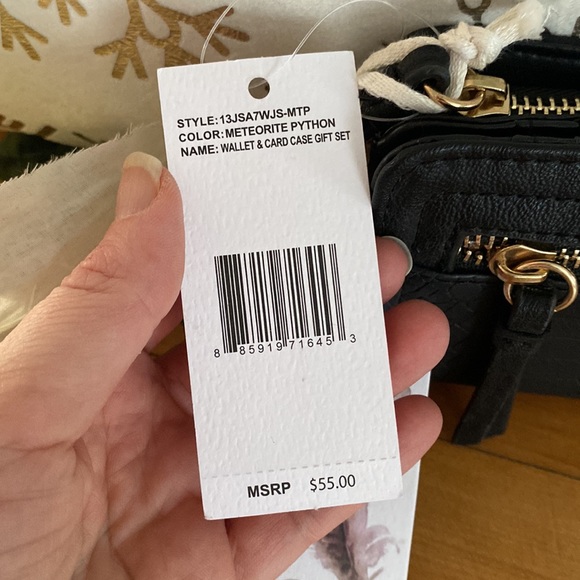 STYLE: 13JSA7WJS-MTP
COLOR: METEORITE PYTHON
NAME: WALLET & CARD CASE GIFT SET
8 85919 71645 3
MSRP $55.00